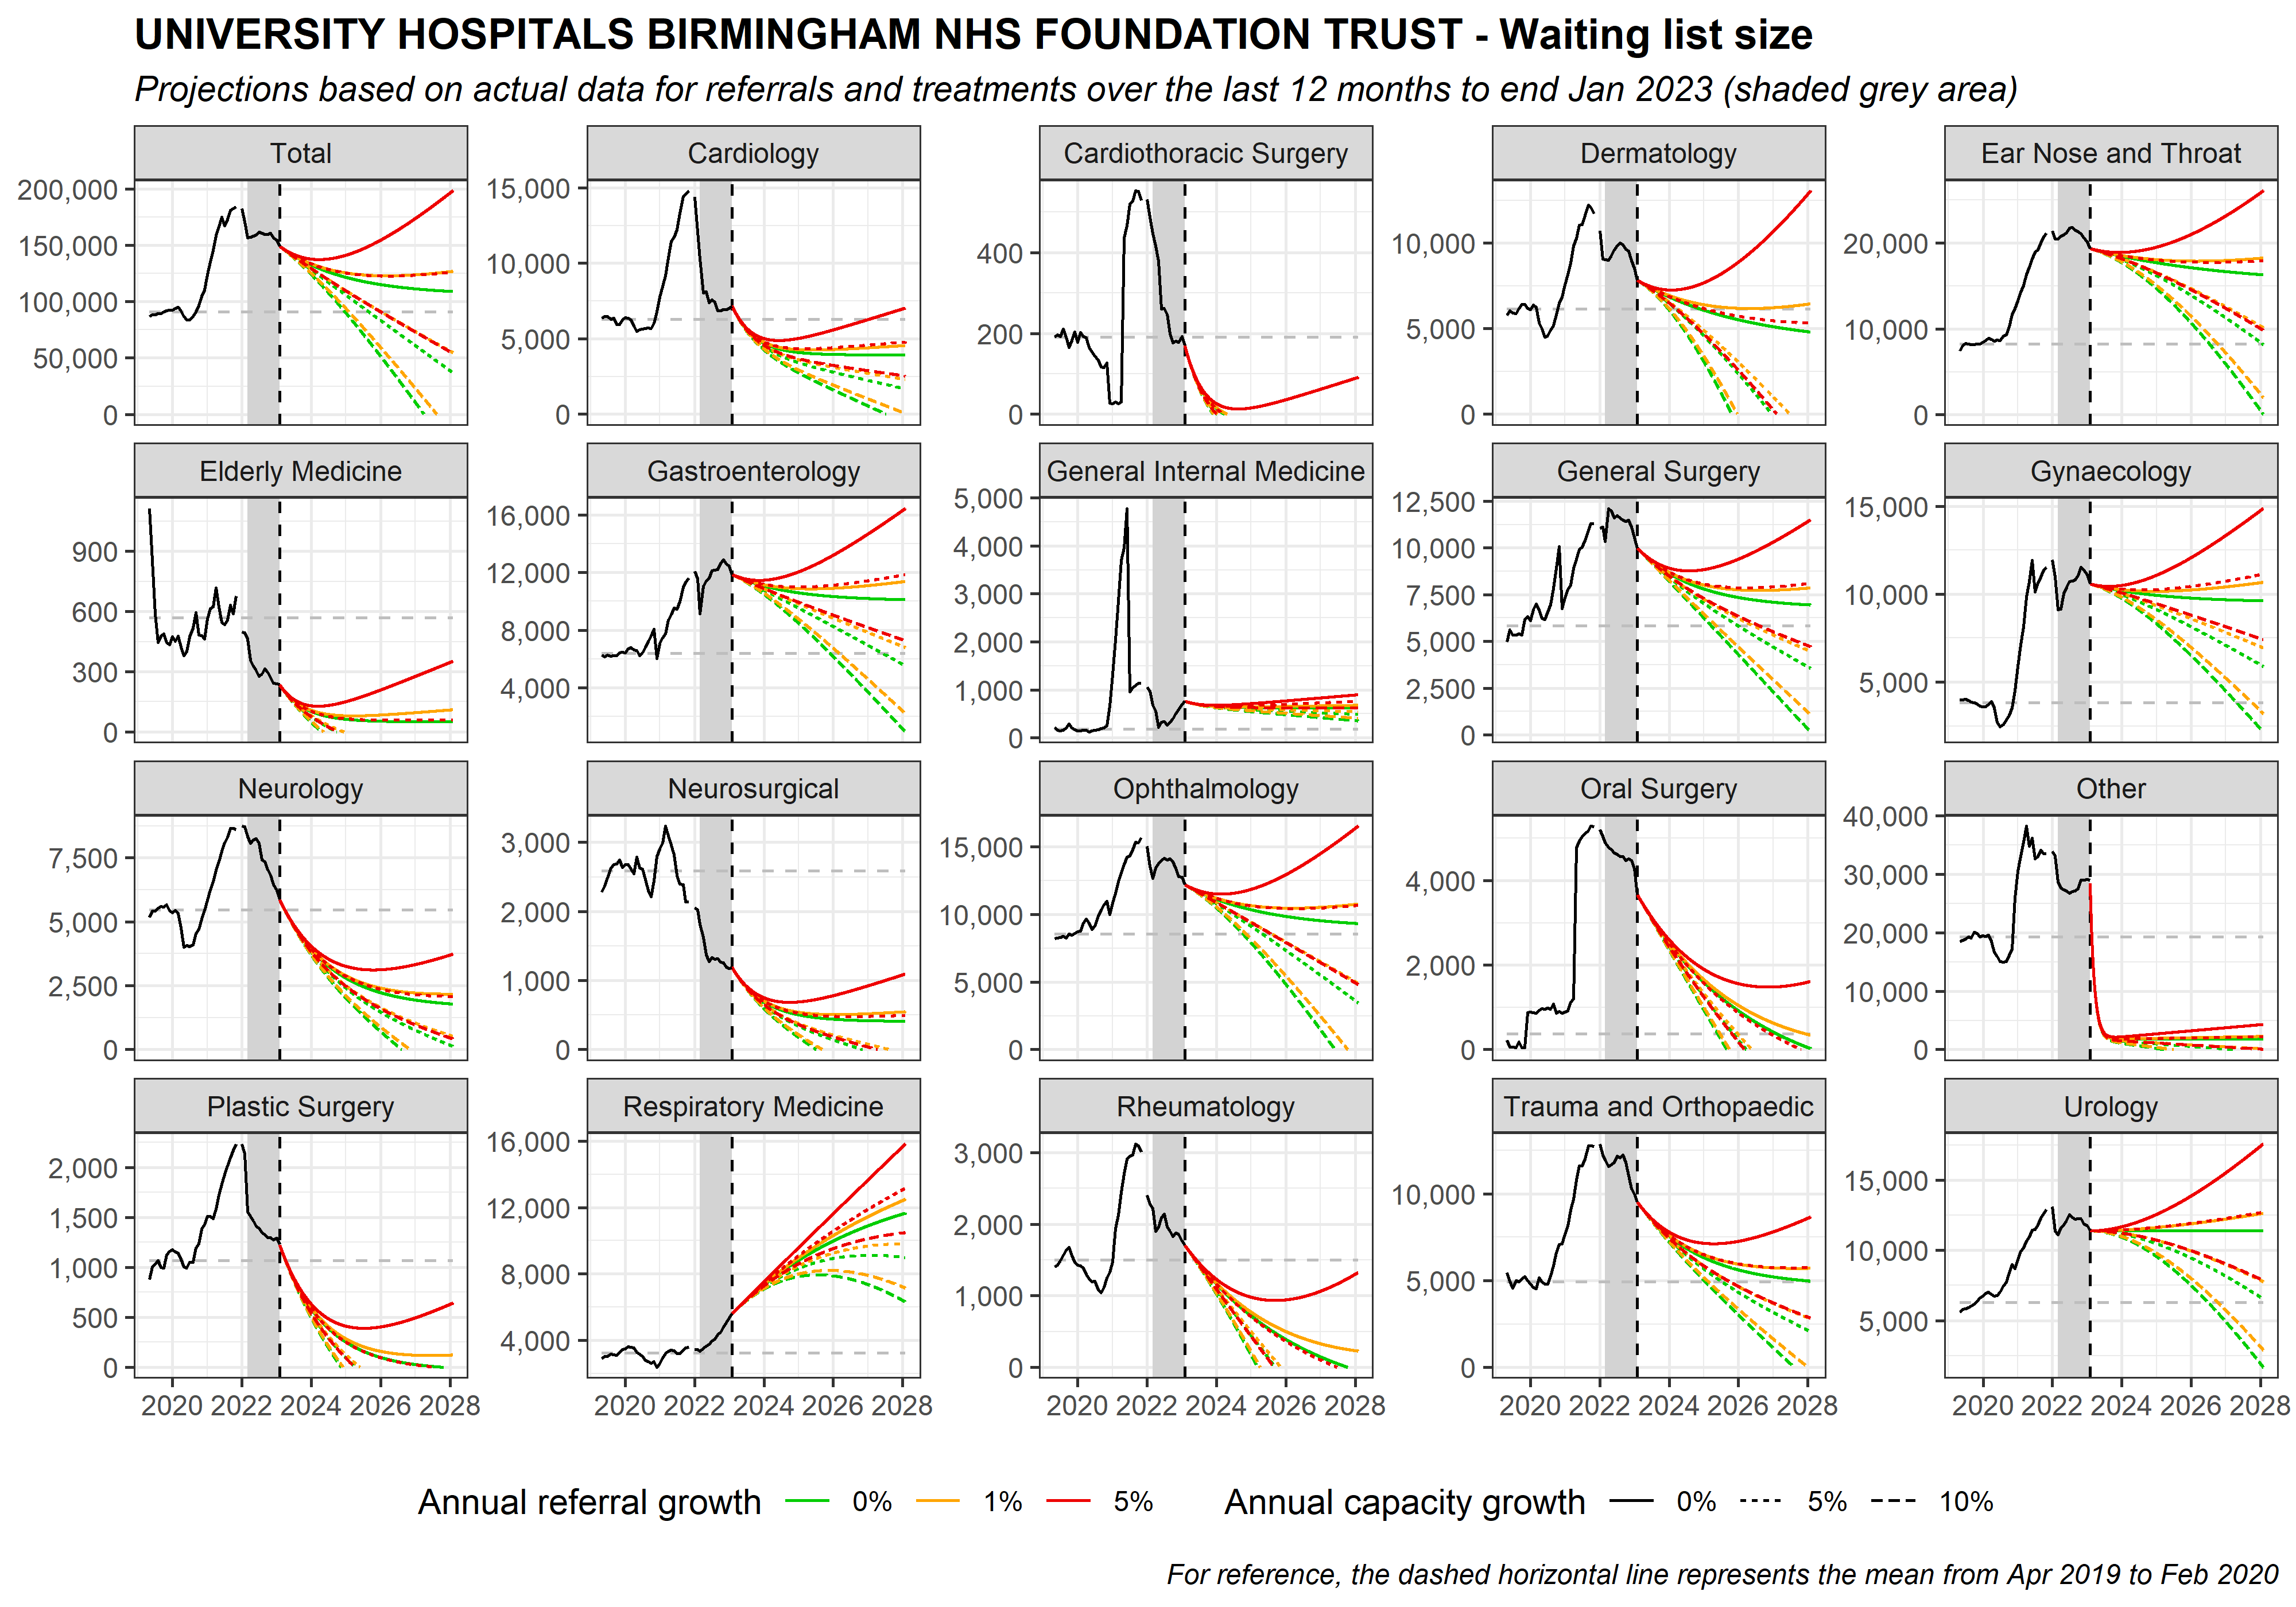 UNIVERSITY HOSPITALS BIRMINGHAM NHS FOUNDATION TRUST - Waiting list size
Projections based on actual data for referrals and treatments over the last 12 months to end Jan 2023 (shaded grey area)
Total
200,000
150,000
100,000
50,000
0
Cardiology
15,000
10,000
5,000
0
Cardiothoracic Surgery
400
200
0
Dermatology
10,000
5,000
0
Ear Nose and Throat
20,000
10,000
0
Elderly Medicine
900
600
300
0
Gastroenterology
16,000
12,000
8,000
4,000
General Internal Medicine
5,000
4,000
3,000
2,000
1,000
0
General Surgery
12,500
10,000
7,500
5,000
2,500
0
Gynaecology
15,000
10,000
5,000
Neurology
7,500
5,000
2,500
0
Neurosurgical
3,000
2,000
1,000
0
Ophthalmology
15,000
10,000
5,000
0
Oral Surgery
4,000
2,000
0
Other
40,000
30,000
20,000
10,000
0
Plastic Surgery
2,000
1,500
1,000
500
0
2020 2022 2024 2026 2028
Respiratory Medicine
16,000
12,000
8,000
4,000
2020 2022 2024 2026 2028
Rheumatology
3,000
2,000
1,000
0
2020 2022 2024 2026 2028
Trauma and Orthopaedic
10,000
5,000
0
2020 2022 2024 2026 2028
Urology
15,000
10,000
5,000
2020 2022 2024 2026 2028
Annual referral growth 0% 1% 5% Annual capacity growth 0% 5% 10%
For reference, the dashed horizontal line represents the mean from Apr 2019 to Feb 2020